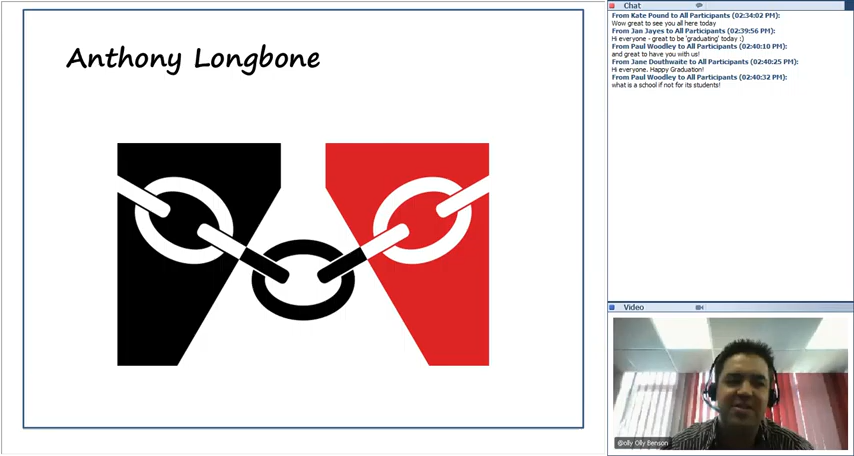 Anthony Longbone
Chat
From Kate Pound to All Participants (02:34:02 PM):
Wow great to see you all here today
From Jan Jayes to All Participants (02:39:56 PM):
Hi everyone - great to be 'graduating' today :)
From Paul Woodley to All Participants (02:40:10 PM):
and great to have you with us!
From Jane Douthwaite to All Participants (02:40:25 PM):
Hi everyone. Happy Graduation!
From Paul Woodley to All Participants (02:40:32 PM):
what is a school if not for its students!
Video
@olly Olly Benson